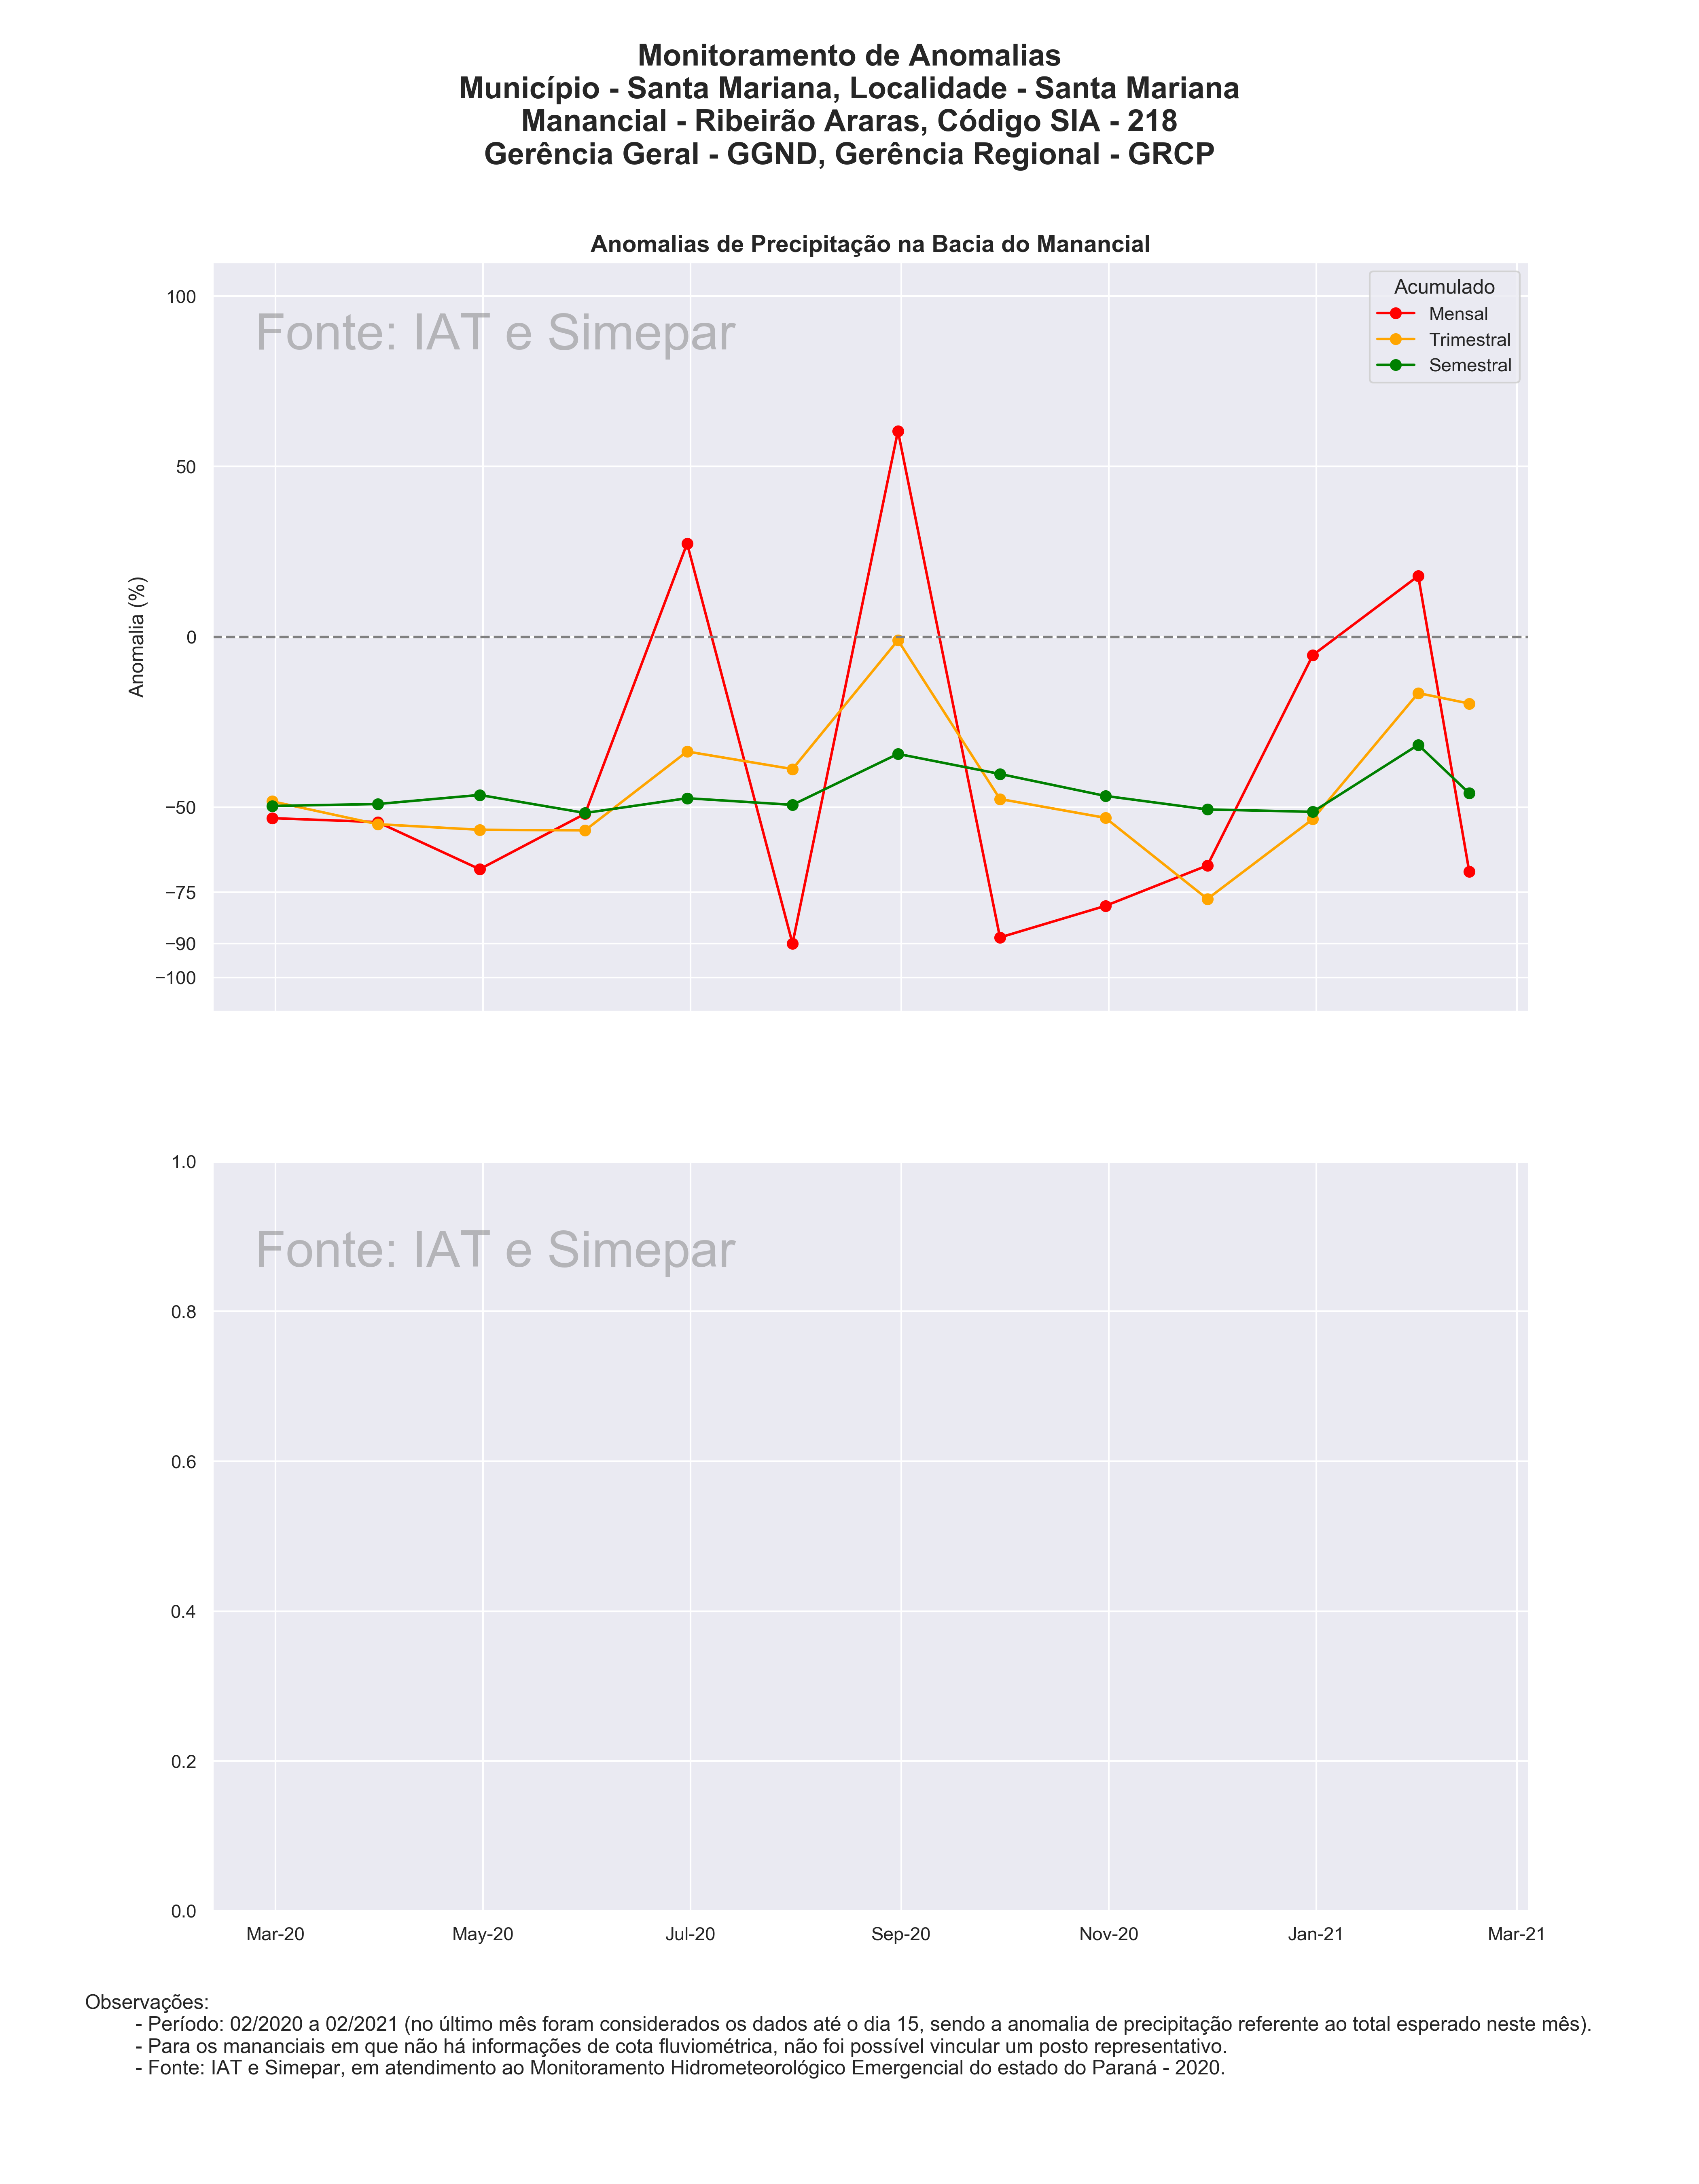 Monitoramento de Anomalias
Município - Santa Mariana, Localidade - Santa Mariana
Manancial - Ribeirão Araras, Código SIA - 218
Gerência Geral - GGND, Gerência Regional - GRCP
Anomalias de Precipitação na Bacia do Manancial
Fonte: IAT e Simepar
Acumulado
Mensal
Trimestral
Semestral
Anomalia (%)
100
50
0
−50
−75
−90
−100
Fonte: IAT e Simepar
1.0
0.8
0.6
0.4
0.2
0.0
Mar-20 May-20 Jul-20 Sep-20 Nov-20 Jan-21 Mar-21
Observações:
- Período: 02/2020 a 02/2021 (no último mês foram considerados os dados até o dia 15, sendo a anomalia de precipitação referente ao total esperado neste mês).
- Para os mananciais em que não há informações de cota fluviométrica, não foi possível vincular um posto representativo.
- Fonte: IAT e Simepar, em atendimento ao Monitoramento Hidrometeorológico Emergencial do estado do Paraná - 2020.